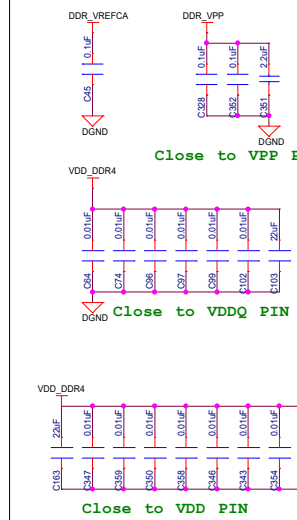 DDR_VREFCA
DDR_VPP
0.1uF
0.1uF
0.1uF
2.2uF
C45
C328
C352
C351
DGND
DGND
Close to VPP P
VDD_DDR4
0.01uF
0.01uF
0.01uF
0.01uF
0.01uF
0.01uF
22uF
C64
C74
C96
C97
C99
C102
C103
DGND
Close to VDDQ PIN
VDD_DDR4
22uF
0.01uF
0.01uF
0.01uF
0.01uF
0.01uF
0.01uF
0.01uF
C163
C347
C359
C350
C358
C346
C343
C354
Close to VDD PIN